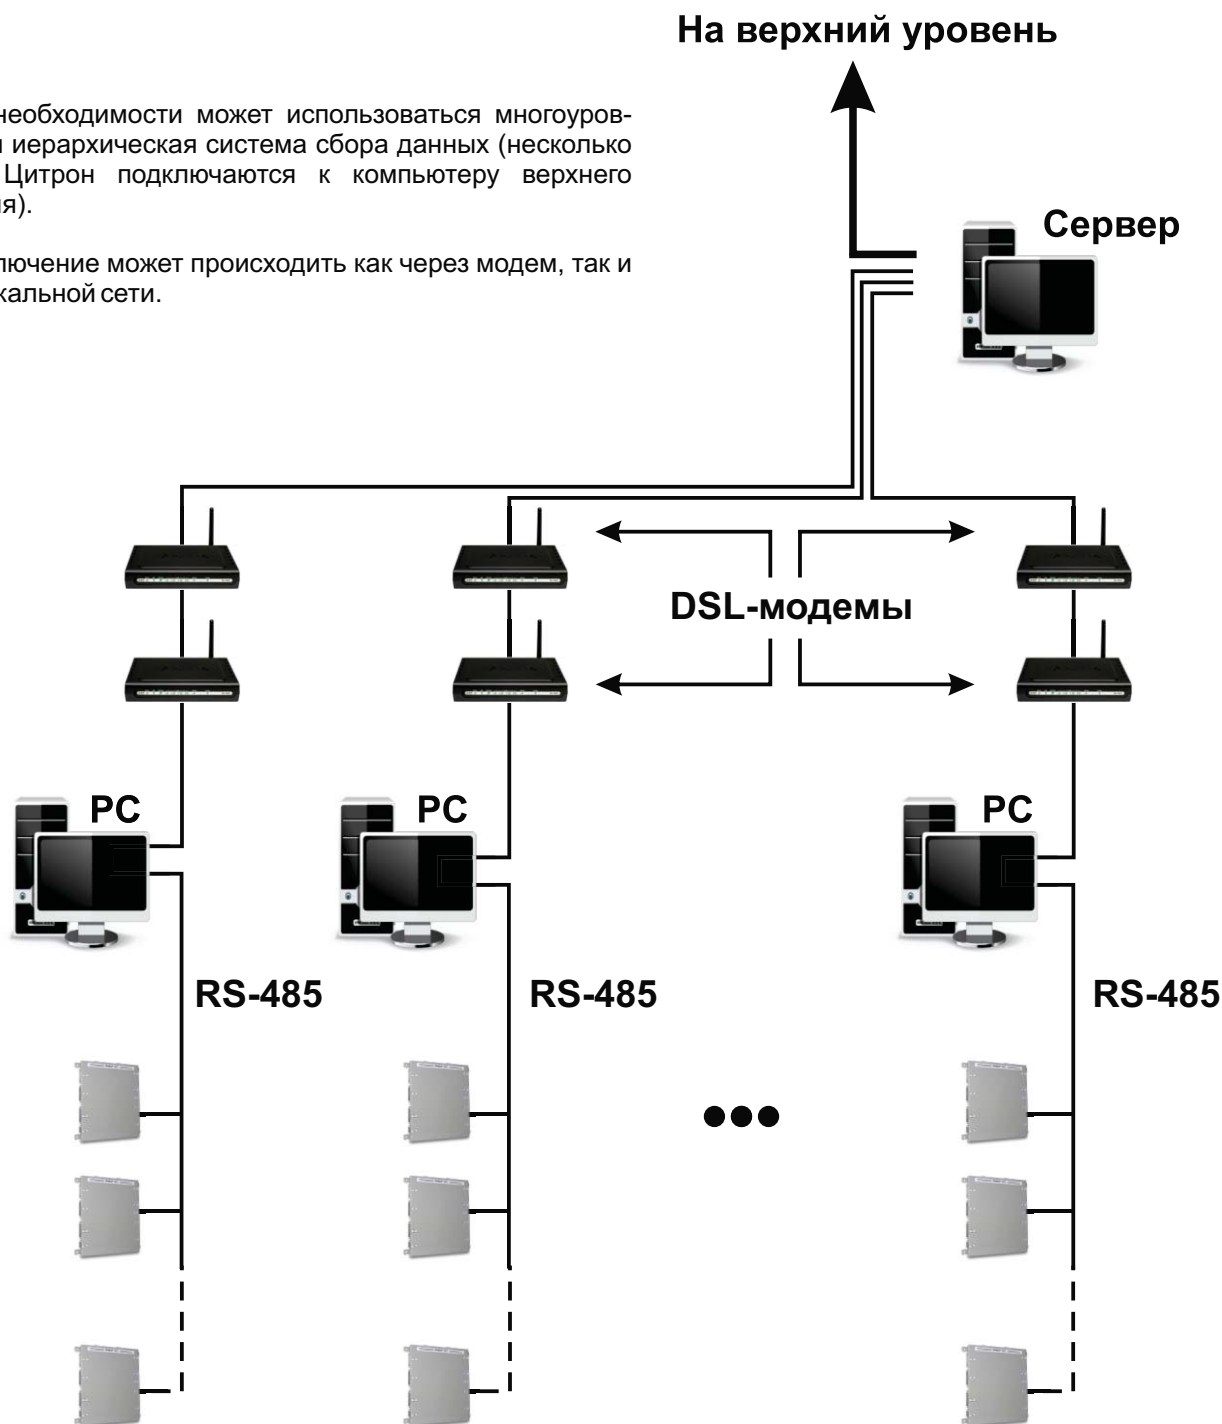 На верхний уровень
необходимости может использоваться многоуров-
иерархическая система сбора данных (несколько
Цитрон подключаются к компьютеру верхнего
я).
лючение может происходить как через модем, так и
кальной сети.
Сервер
DSL-модемы
PC
PC
PC
RS-485
RS-485
RS-485